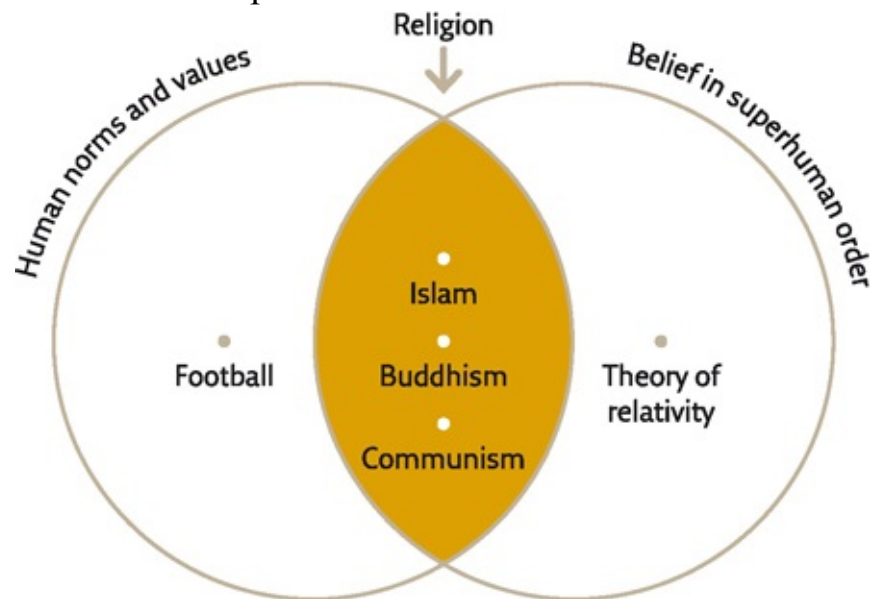 Religion
Human norms and values
Belief in superhuman order
Islam
Football
Buddhism
Theory of
relativity
Communism